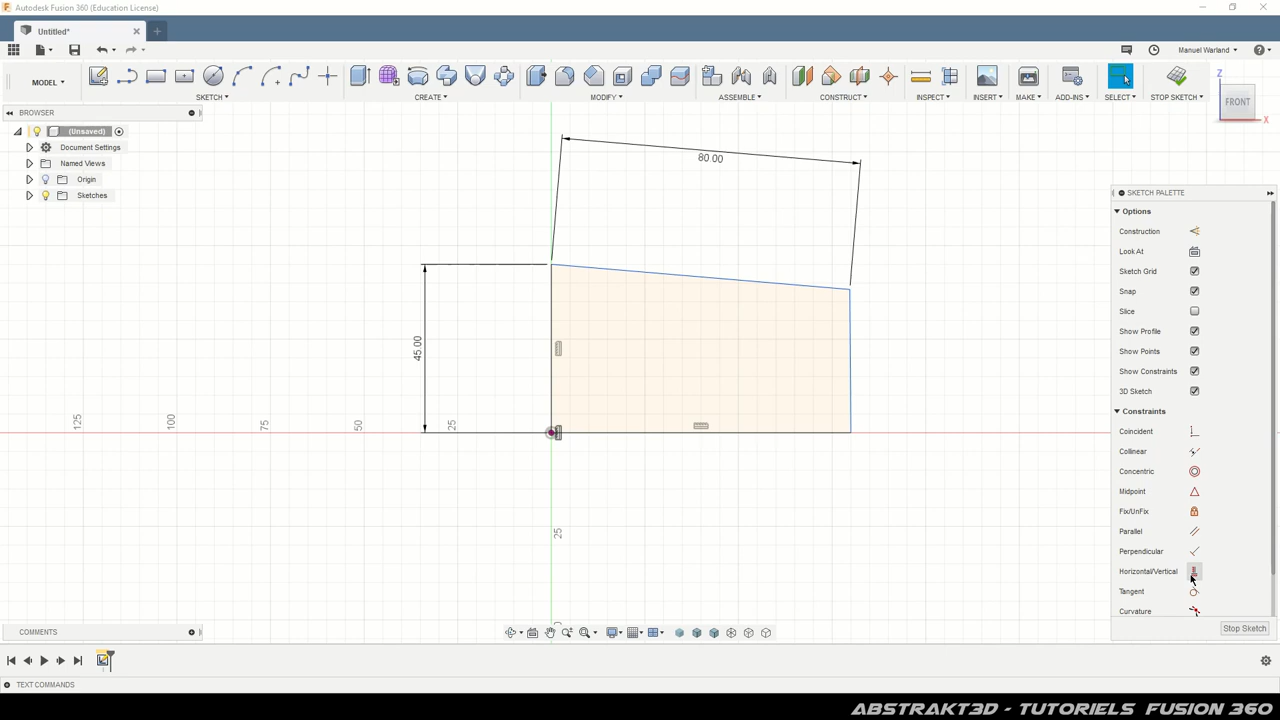 Autodesk Fusion 360 (Education License)
Untitled*
Manuel Warland
MODEL
SKETCH
CREATE
MODIFY
ASSEMBLE
CONSTRUCT
INSPECT
INSERT
MAKE
ADD-INS
SELECT
STOP SKETCH
Z
FRONT
X
BROWSER
(Unsaved)
Document Settings
Named Views
Origin
Sketches
80.00
45.00
125
100
75
50
25
25
SKETCH PALETTE
Options
Construction
Look At
Sketch Grid
Snap
Slice
Show Profile
Show Points
Show Constraints
3D Sketch
Constraints
Coincident
Collinear
Concentric
Midpoint
Fix/UnFix
Parallel
Perpendicular
Horizontal/Vertical
Tangent
Curvature
Stop Sketch
COMMENTS
TEXT COMMANDS
ABSTRAKT3D - TUTORIELS FUSION 360